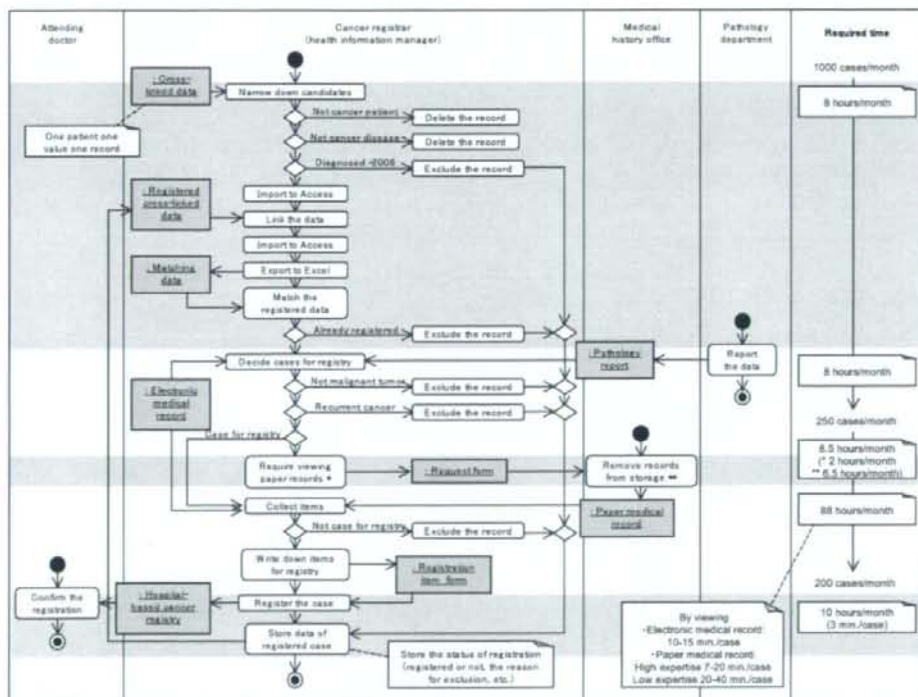 Attending
doctor
Cancer registrar
(health information manager)
Medical
history office
Pathology
department
Required time
1000 cases/month
: Cross-
linked data
Narrow down candidates
8 hours/month
Not cancer patient
Delete the record
One patient one
value one record
Not cancer disease
Delete the record
Diagnosed -2006
Exclude the record
: Registered
cross-linked
data
Import to Access
Link the data
Import to Access
: Matching
data
Export to Excel
Match the
registered data
Already registered
Exclude the record
Decide cases for registry
: Pathology
report
Report
the data
8 hours/month
Not malignant tumor
Exclude the record
: Electronic
medical
record
Recurrent cancer
Exclude the record
250 cases/month
Case for registry
Require viewing
paper records *
: Request form
Remove records
from storage **
8.5 hours/month
(* 2 hours/month
** 6.5 hours/month)
Collect items
: Paper medical
record
88 hours/month
Not case for registry
Exclude the record
Write down items
for registry
: Registration
item form
200 cases/month
Confirm the
registration
: Hospital-
based cancer
registry
Register the case
10 hours/month
(3 min./case)
Store data of
registered case
Store the status of registration
(registered or not, the reason
for exclusion, etc.)
By viewing
・Electronic medical record:
10-15 min./case
・Paper medical record:
High expertise 7-20 min./case
Low expertise 20-40 min./case